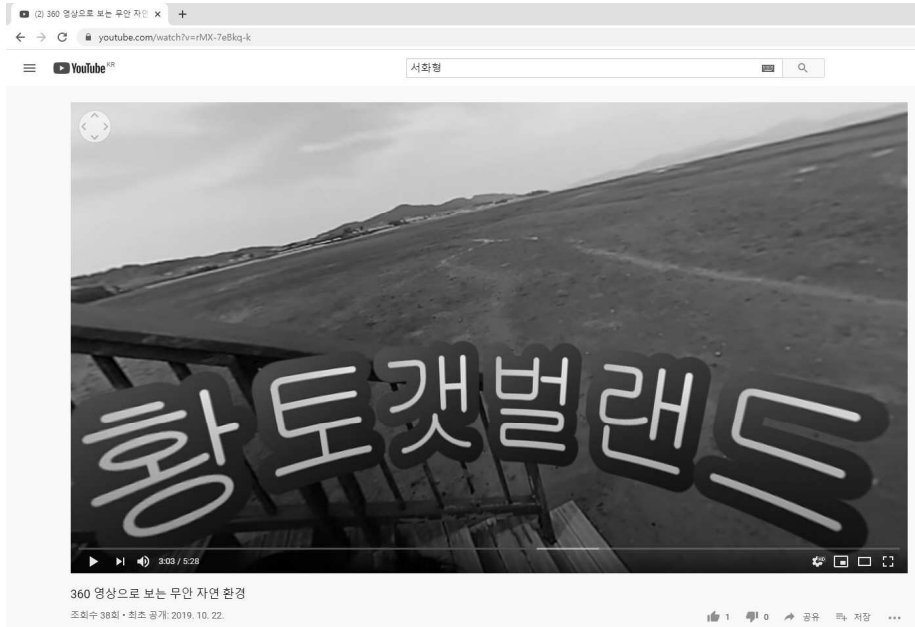 (2) 360 영상으로 보는 무안 자연
youtube.com/watch?v=rMX-7eBkq-k
YouTube KR
서화형
황토갯벌랜드
3:03 / 5:28
HD
360 영상으로 보는 무안 자연 환경
조회수 38회 • 최초 공개: 2019. 10. 22.
1 0 공유 저장